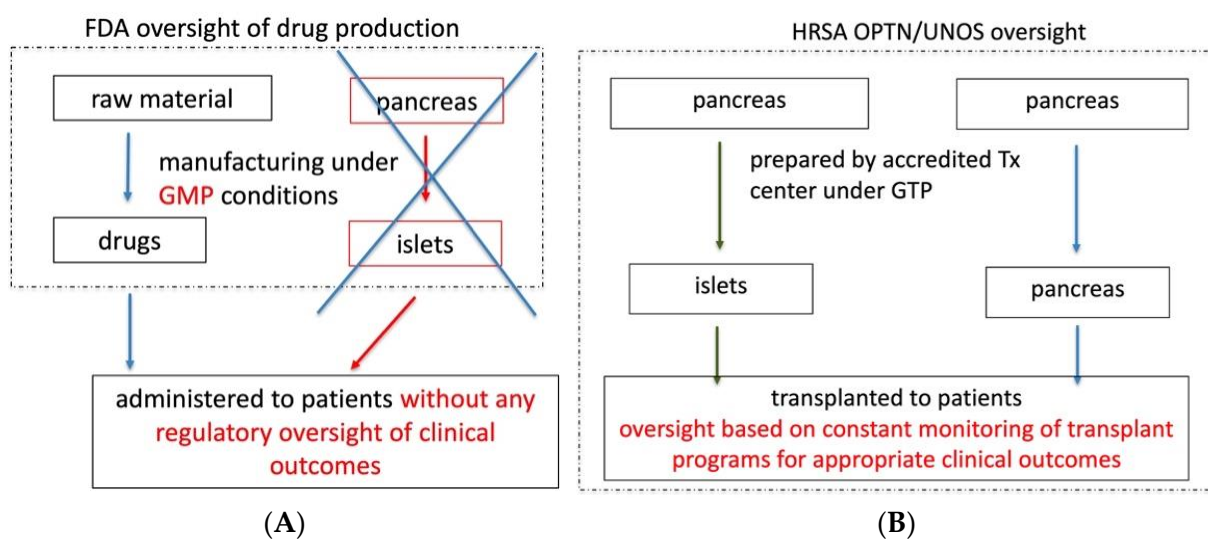 FDA oversight of drug production
raw material
pancreas
manufacturing under
GMP conditions
drugs
islets
administered to patients without any
regulatory oversight of clinical
outcomes
(A)
HRSA OPTN/UNOS oversight
pancreas
pancreas
prepared by accredited Tx
center under GTP
islets
pancreas
transplanted to patients
oversight based on constant monitoring of transplant
programs for appropriate clinical outcomes
(B)